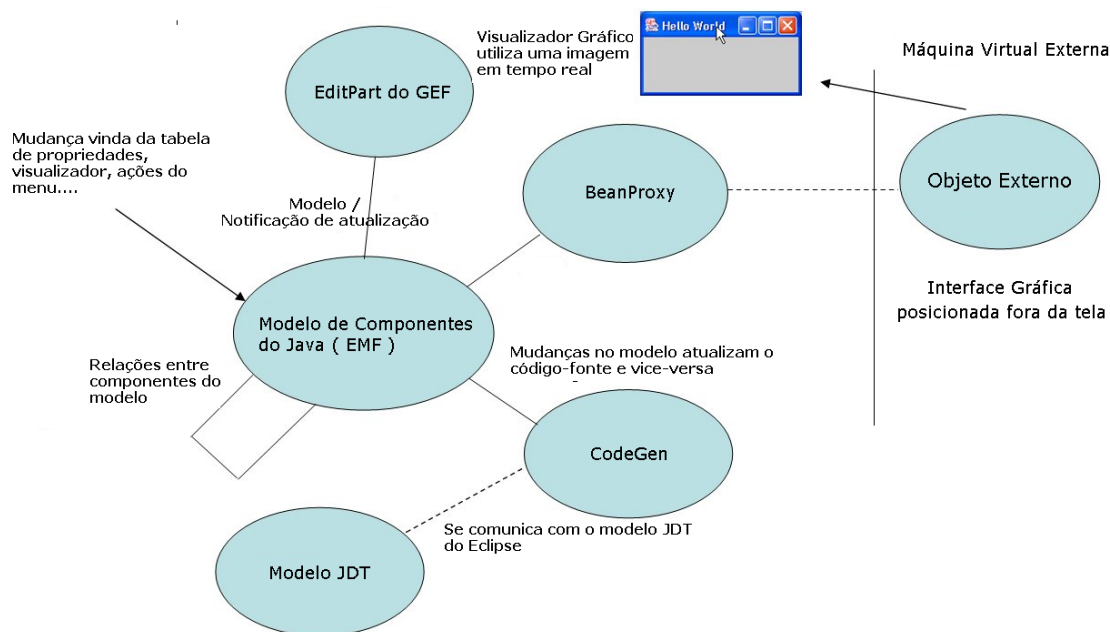 Visualizador Gráfico
utiliza uma imagem
em tempo real
Hello World
Máquina Virtual Externa
EditPart do GEF
Mudança vinda da tabela
de propriedades,
visualizador, ações do
menu....
BeanProxy
Objeto Externo
Modelo /
Notificação de atualização
Interface Gráfica
posicionada fora da tela
Modelo de Componentes
do Java ( EMF )
Mudanças no modelo atualizam o
código-fonte e vice-versa
Relações entre
componentes do
modelo
CodeGen
Se comunica com o modelo JDT
do Eclipse
Modelo JDT